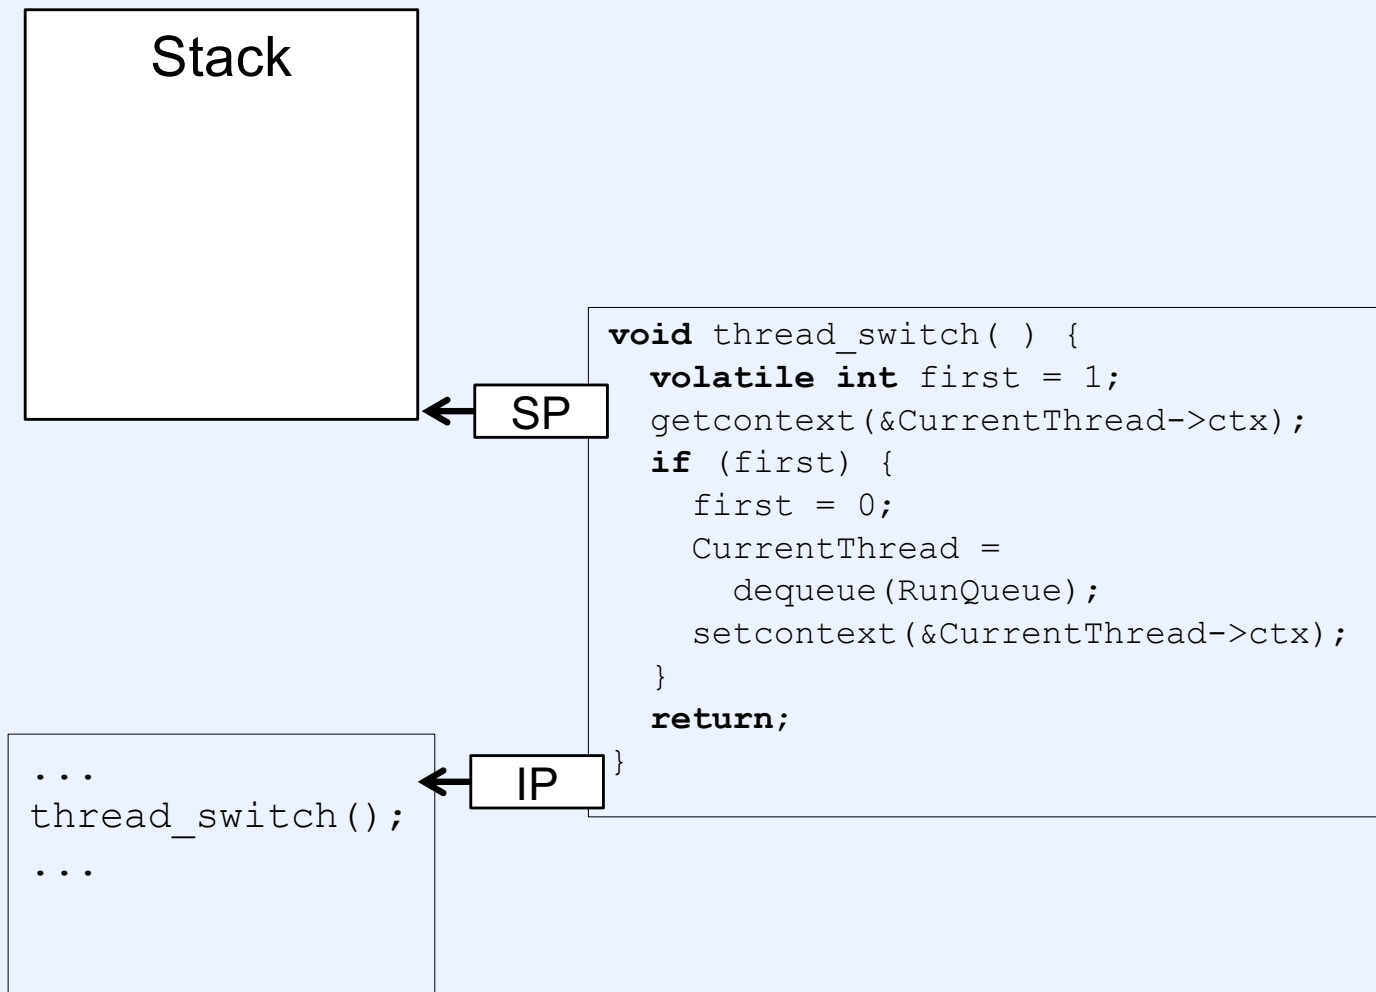 Stack
SP
void thread_switch( ) {
  volatile int first = 1;
  getcontext(&CurrentThread->ctx);
  if (first) {
    first = 0;
    CurrentThread =
      dequeue(RunQueue);
    setcontext(&CurrentThread->ctx);
  }
  return;
}
IP
...
thread_switch();
...